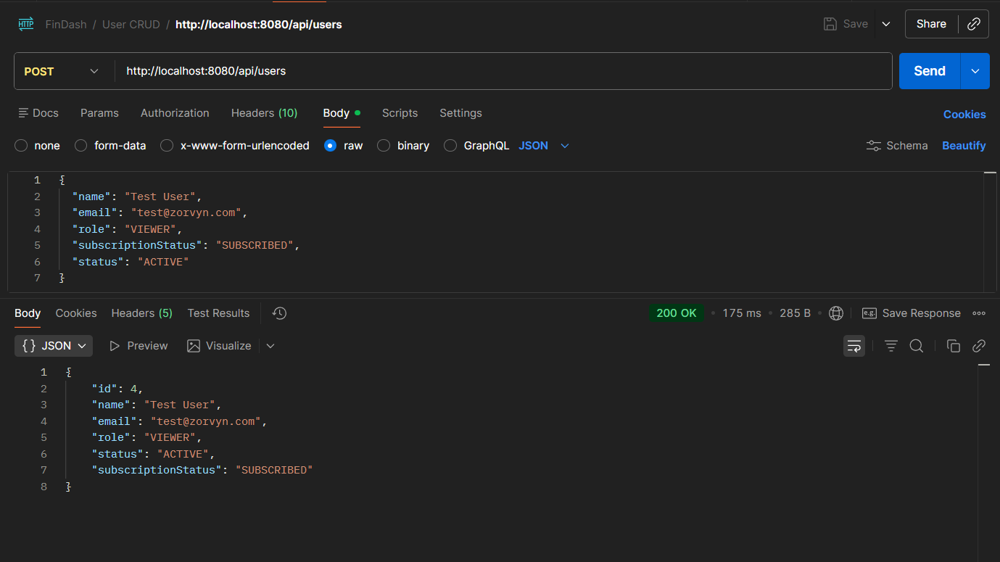 HTTP FinDash / User CRUD / http://localhost:8080/api/users Save Share
POST http://localhost:8080/api/users Send
Docs Params Authorization Headers (10) Body Scripts Settings Cookies
none form-data x-www-form-urlencoded raw binary GraphQL JSON Schema Beautify
1 {
2 "name": "Test User",
3 "email": "test@zorvyn.com",
4 "role": "VIEWER",
5 "subscriptionStatus": "SUBSCRIBED",
6 "status": "ACTIVE"
7 }
Body Cookies Headers (5) Test Results 200 OK • 175 ms • 285 B • e.g. Save Response
{} JSON Preview Visualize
1 {
2 "id": 4,
3 "name": "Test User",
4 "email": "test@zorvyn.com",
5 "role": "VIEWER",
6 "status": "ACTIVE",
7 "subscriptionStatus": "SUBSCRIBED"
8 }